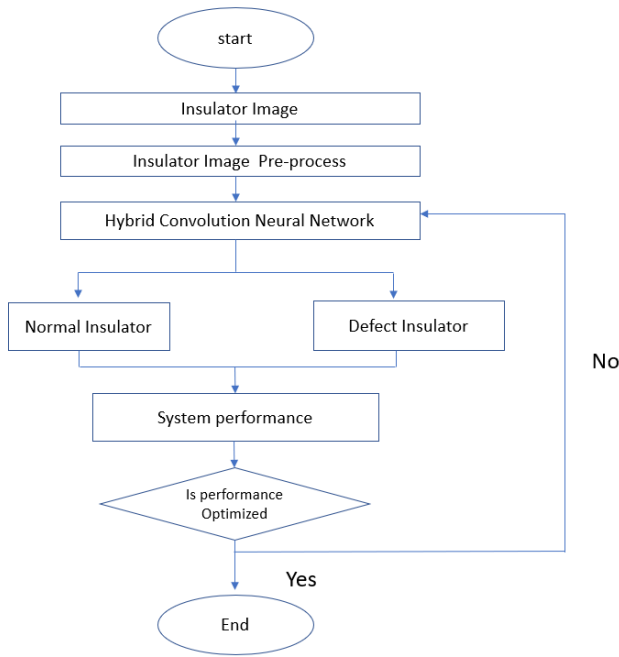 start
Insulator Image
Insulator Image Pre-process
Hybrid Convolution Neural Network
Normal Insulator
Defect Insulator
No
System performance
Is performance
Optimized
Yes
End